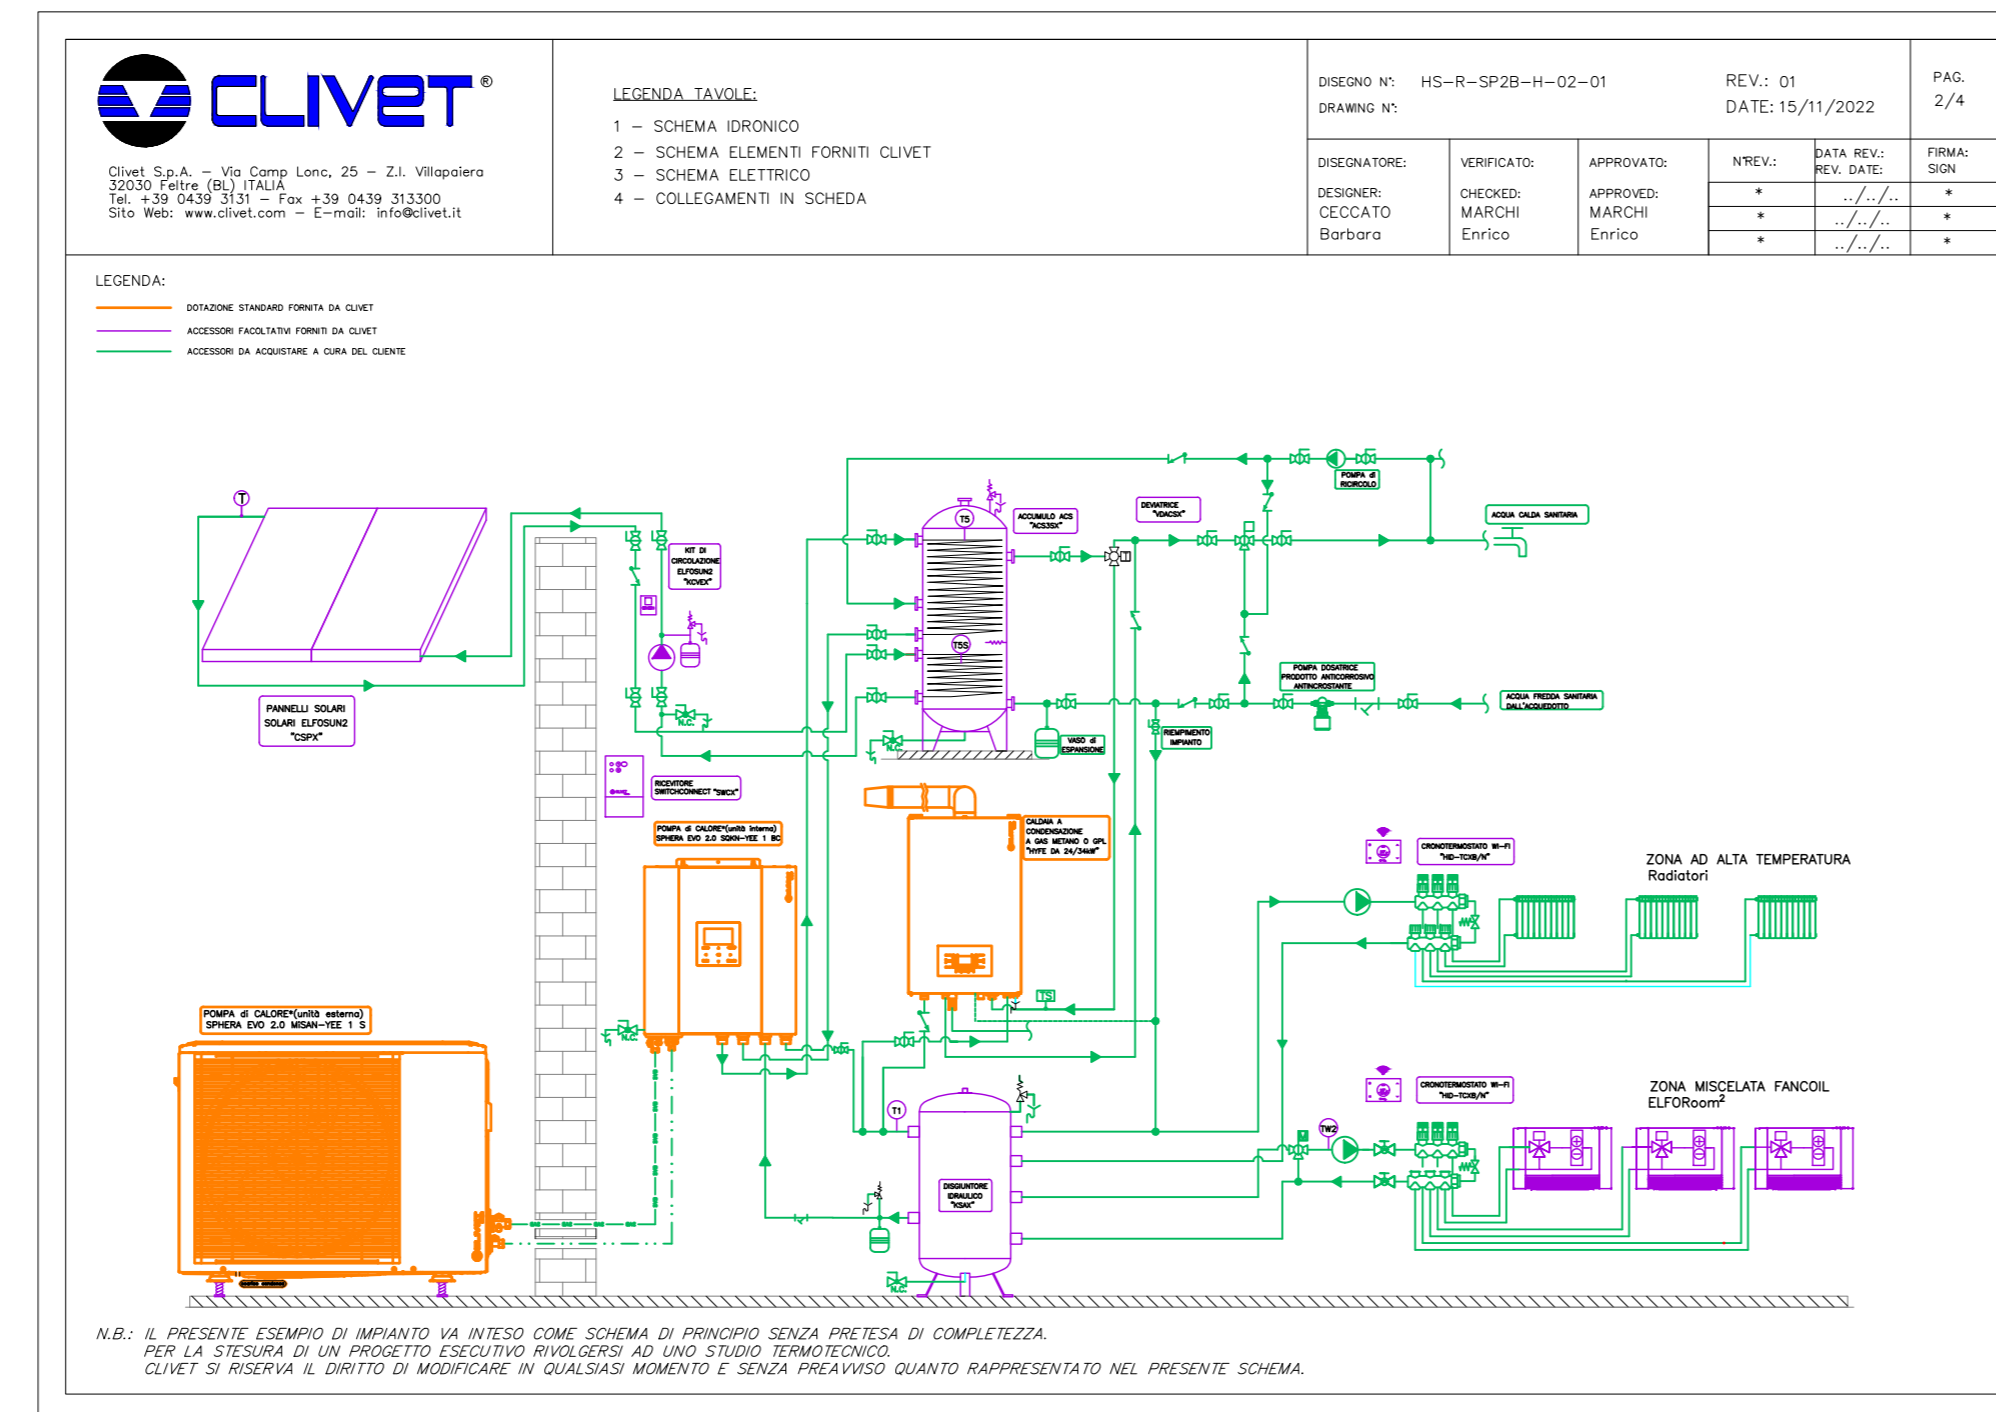 CLIVET®
Clivet S.p.A. – Via Camp Lonc, 25 – Z.I. Villapaiera
32030 Feltre (BL) ITALIA
Tel. +39 0439 3131 – Fax +39 0439 313300
Sito Web: www.clivet.com – E-mail: info@clivet.it
LEGENDA TAVOLE:
1 – SCHEMA IDRONICO
2 – SCHEMA ELEMENTI FORNITI CLIVET
3 – SCHEMA ELETTRICO
4 – COLLEGAMENTI IN SCHEDA
DISEGNO N°: HS-R-SP2B-H-02-01
DRAWING N°:
REV.: 01
DATE: 15/11/2022
PAG.
2/4
DISEGNATORE:
DESIGNER:
CECCATO
Barbara
VERIFICATO:
CHECKED:
MARCHI
Enrico
APPROVATO:
APPROVED:
MARCHI
Enrico
N°REV.:
DATA REV.:
REV. DATE:
FIRMA:
SIGN
* ../../.. *
* ../../.. *
* ../../.. *
LEGENDA:
DOTAZIONE STANDARD FORNITA DA CLIVET
ACCESSORI FACOLTATIVI FORNITI DA CLIVET
ACCESSORI DA ACQUISTARE A CURA DEL CLIENTE
T
PANNELLI SOLARI
SOLARI ELFOSUN2
"CSPX"
KIT DI
CIRCOLAZIONE
ELFOSUN2
"KCVEX"
N.C.
T5
T5S
ACCUMULO ACS
"ACS3SX"
N.C.
DEVIATRICE
"VDACSX"
T
POMPA di
RICIRCOLO
ACQUA CALDA SANITARIA
POMPA DOSATRICE
PRODOTTO ANTICORROSIVO
ANTINCROSTANTE
ACQUA FREDDA SANITARIA
DALL'ACQUEDOTTO
VASO di
ESPANSIONE
RIEMPIMENTO
IMPIANTO
RICEVITORE
SWITCHCONNECT "SWCX"
POMPA di CALORE*(unità interna)
SPHERA EVO 2.0 SQKN-YEE 1 BC
CALDAIA A
CONDENSAZIONE
A GAS METANO O GPL
"HYFE DA 24/34kW"
TS
N.C.
CRONOTERMOSTATO WI-FI
"HID-TCXB/N"
ZONA AD ALTA TEMPERATURA
Radiatori
POMPA di CALORE*(unità esterna)
SPHERA EVO 2.0 MISAN-YEE 1 S
GAS
GAS
GAS
GAS
GAS
GAS
T1
CRONOTERMOSTATO WI-FI
"HID-TCXB/N"
ZONA MISCELATA FANCOIL
ELFORoom²
TW2
DISGIUNTORE
IDRAULICO
"KSAX"
N.C.
N.B.: IL PRESENTE ESEMPIO DI IMPIANTO VA INTESO COME SCHEMA DI PRINCIPIO SENZA PRETESA DI COMPLETEZZA.
PER LA STESURA DI UN PROGETTO ESECUTIVO RIVOLGERSI AD UNO STUDIO TERMOTECNICO.
CLIVET SI RISERVA IL DIRITTO DI MODIFICARE IN QUALSIASI MOMENTO E SENZA PREAVVISO QUANTO RAPPRESENTATO NEL PRESENTE SCHEMA.